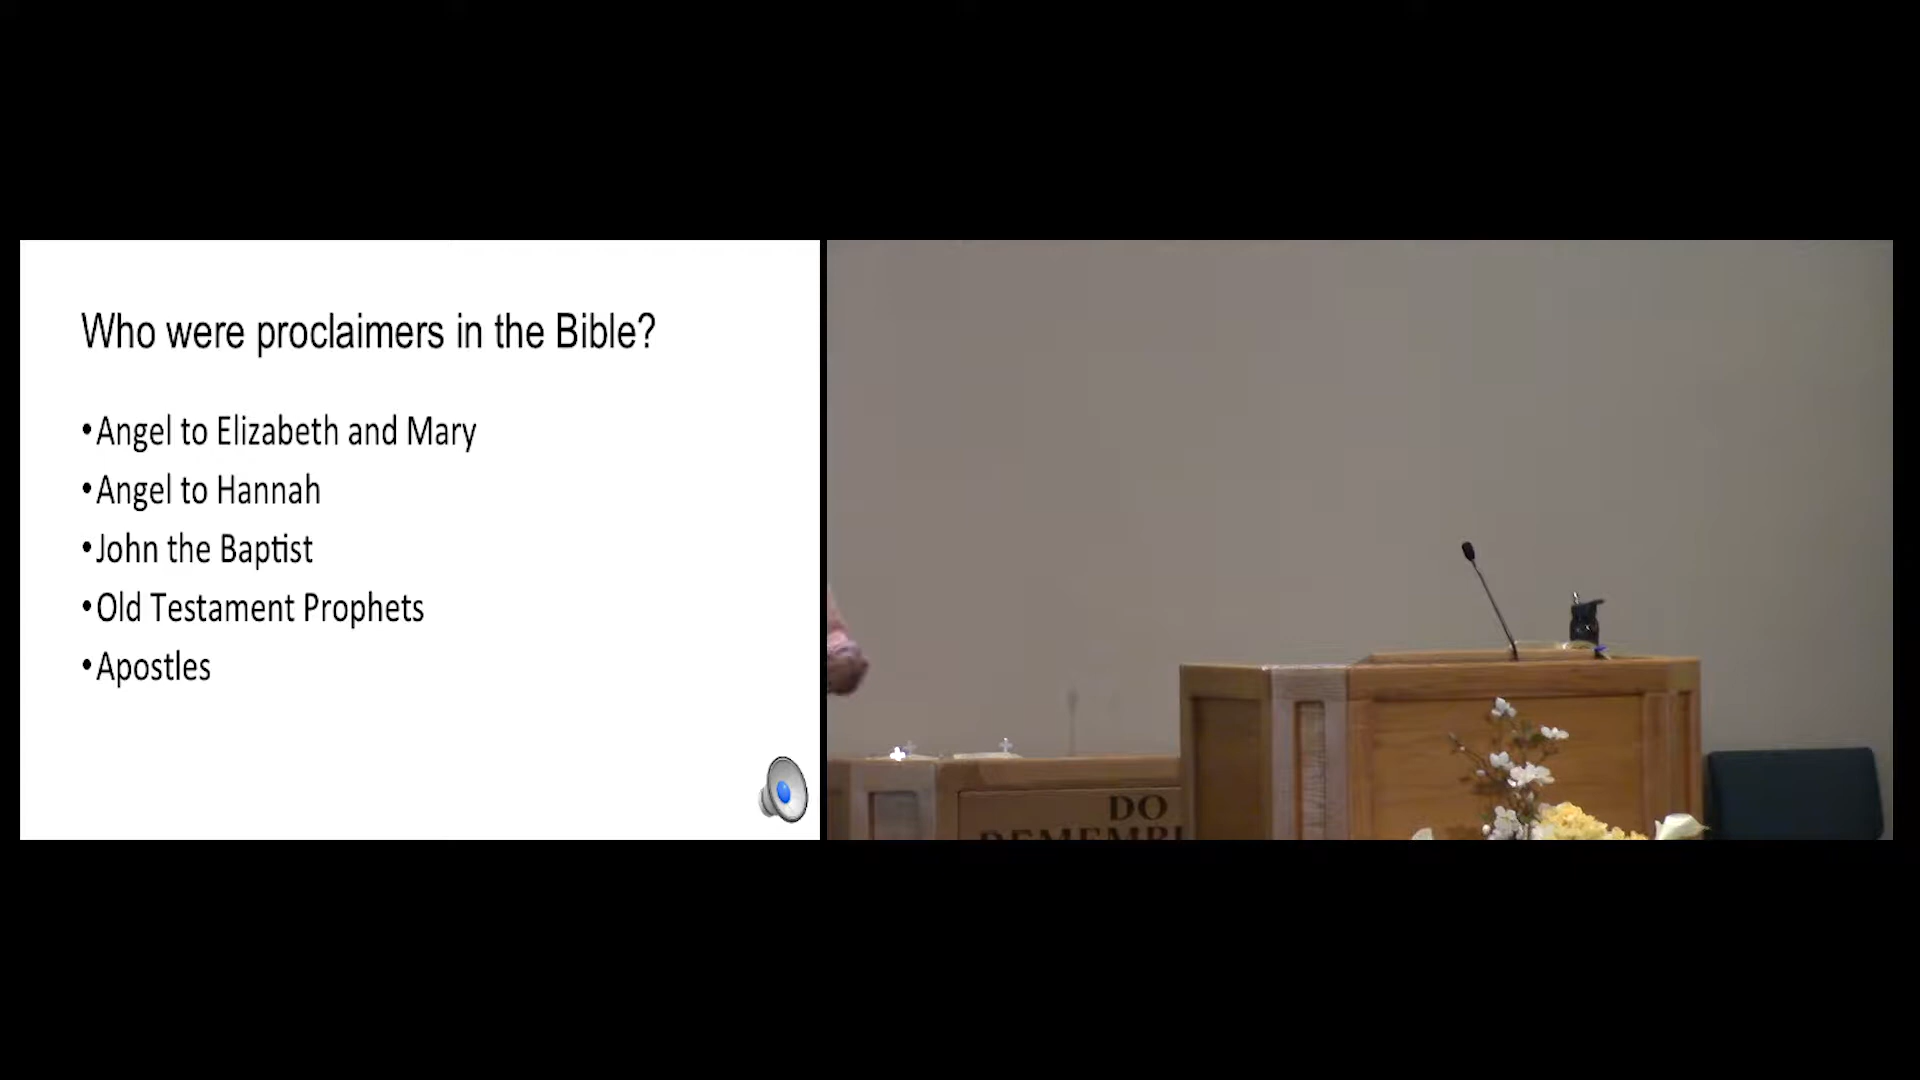 Who were proclaimers in the Bible?
•Angel to Elizabeth and Mary
•Angel to Hannah
•John the Baptist
•Old Testament Prophets
•Apostles
DO